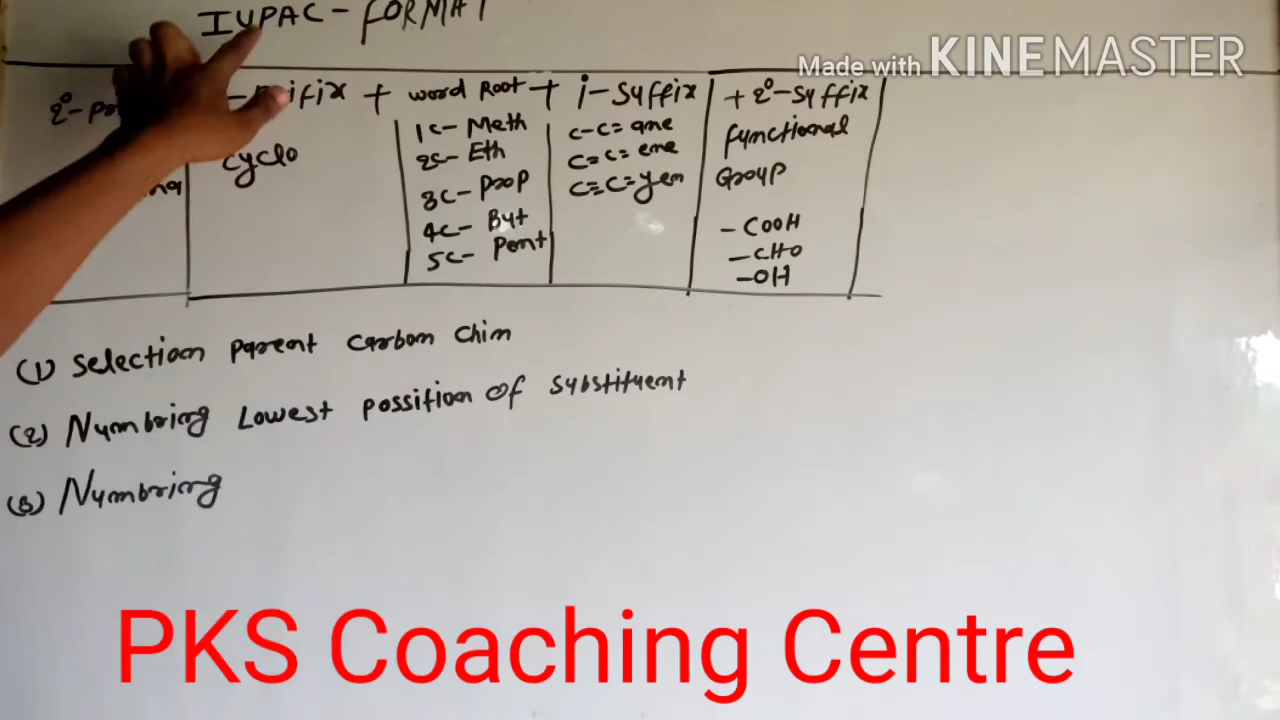 IUPAC - FORMAT
Made with KINEMASTER
2°- + word Root + i - Suffix + 2°- Suffix
cyclo
1C - Meth
2C - Eth
3C - Prop
4C - But
5C - Pent
C-C= ane
C=C= ene
C≡C= yen
functional
Group
- COOH
- CHO
- OH
(1) Selection Parent Carbon Chin
(2) Numbring Lowest possition of substituent
(3) Numbring
PKS Coaching Centre